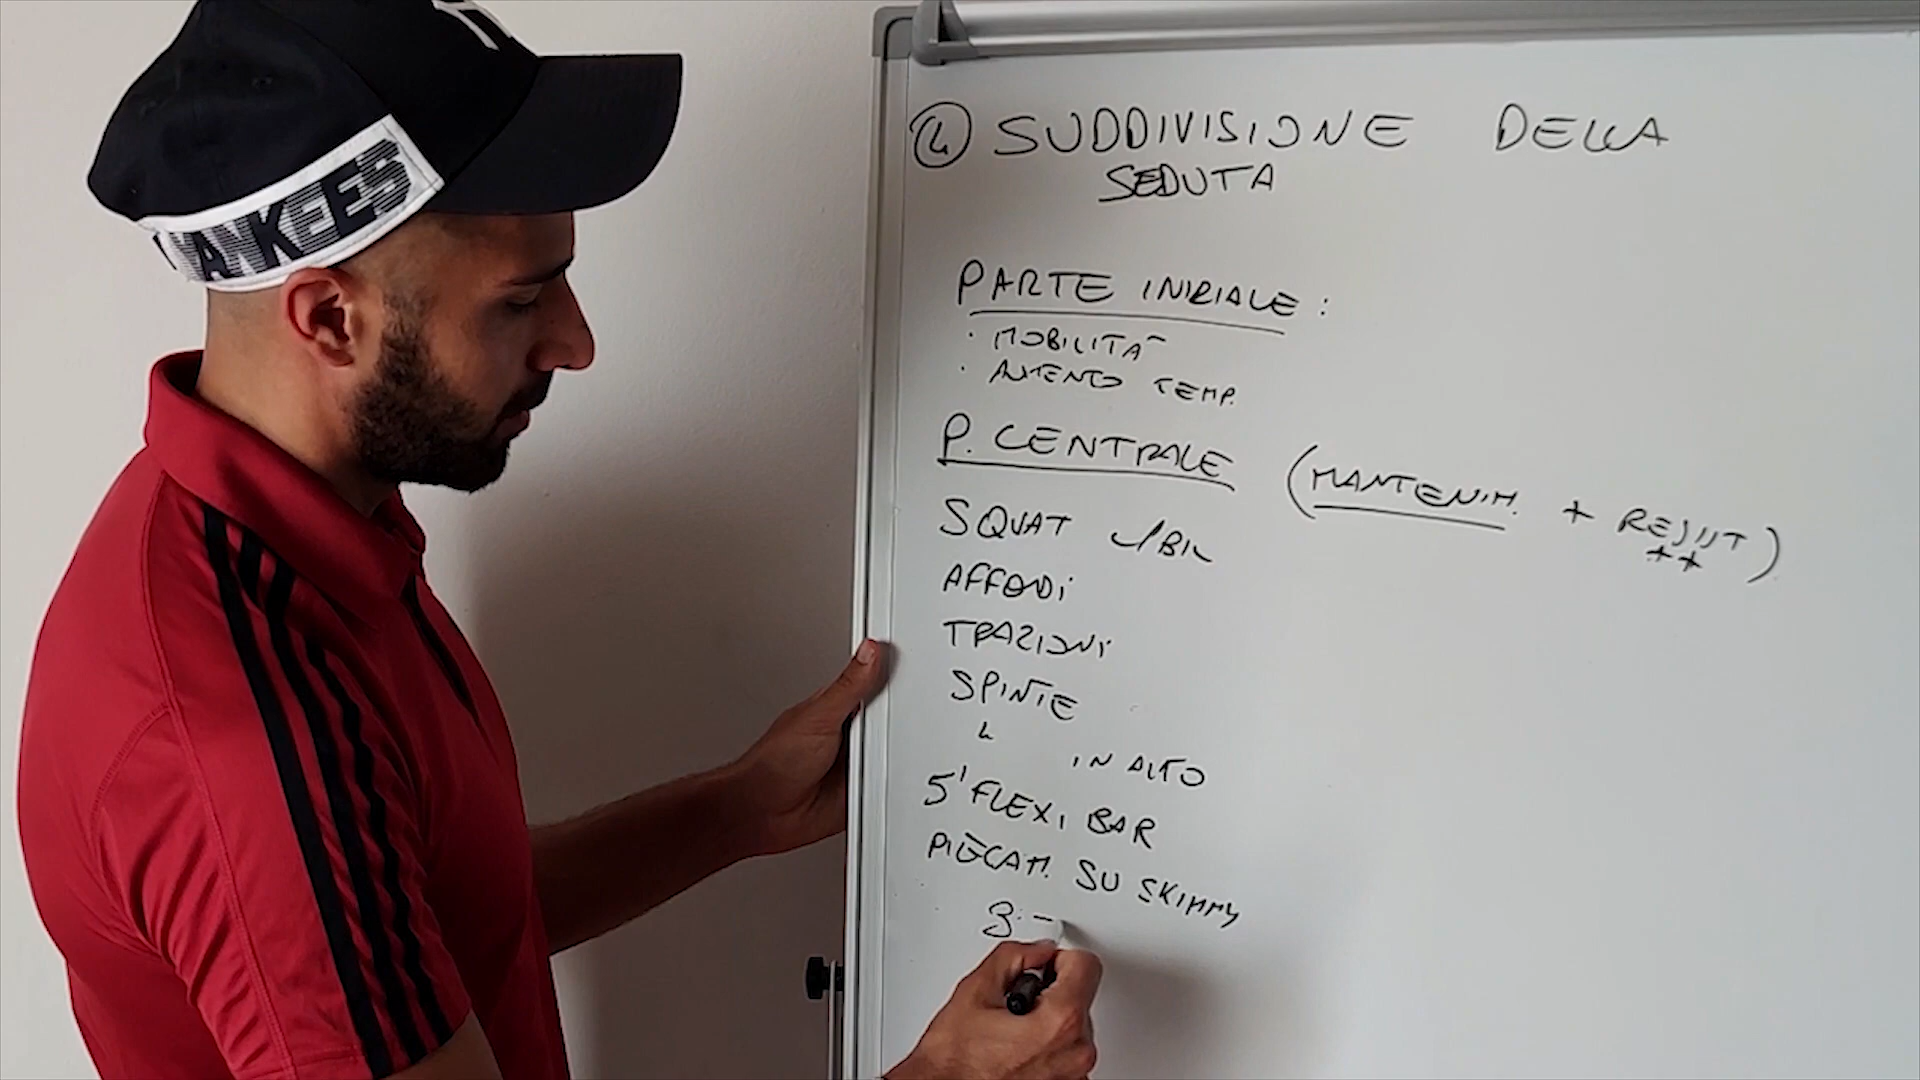 YANKEES
4 SUDDIVISIONE DELLA
SEDUTA
PARTE INIZIALE:
· MOBILITÀ
· AUMENTO TEMP.
P. CENTRALE (MANTENIM. + RESIST)
++
SQUAT
AFFONDI
TRAZIONI
SPINTE
IN ALTO
5' FLEXI BAR
PIEGAM. SU SKIMMY